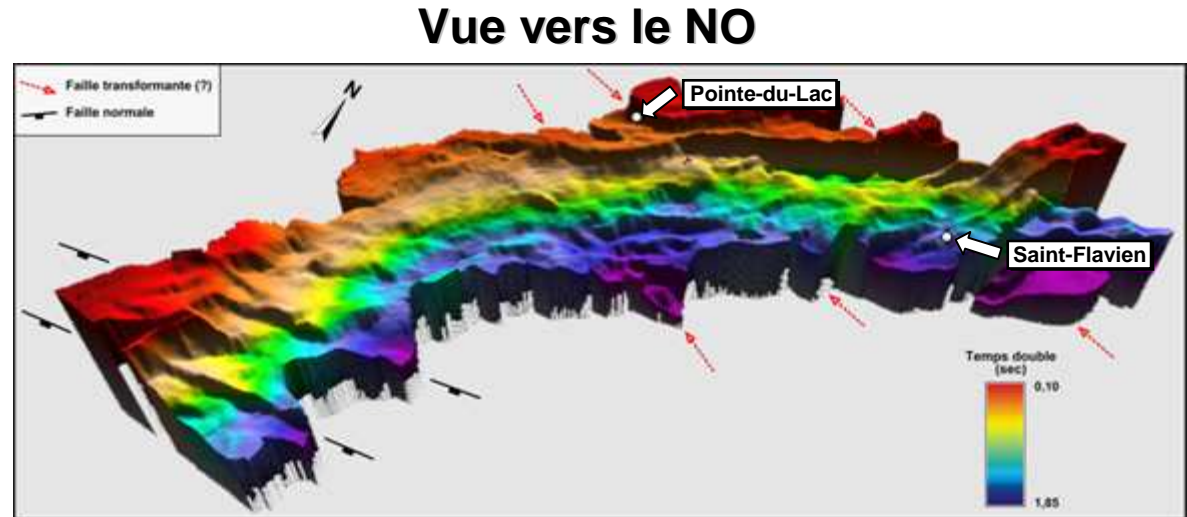 Vue vers le NO
Faille transformante (?)
Faille normale
N
Pointe-du-Lac
Saint-Flavien
Temps double
(sec)
0,10
1,85